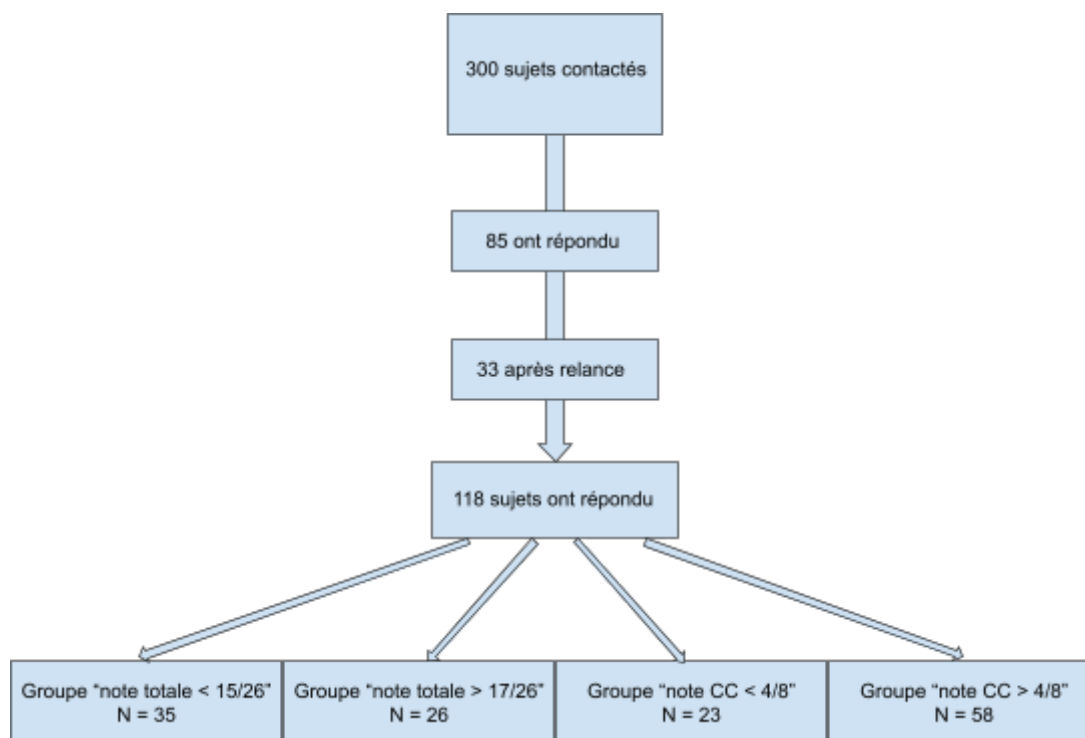 300 sujets contactés
85 ont répondu
33 après relance
118 sujets ont répondu
Groupe “note totale < 15/26”
N = 35
Groupe “note totale > 17/26”
N = 26
Groupe “note CC < 4/8”
N = 23
Groupe “note CC > 4/8”
N = 58